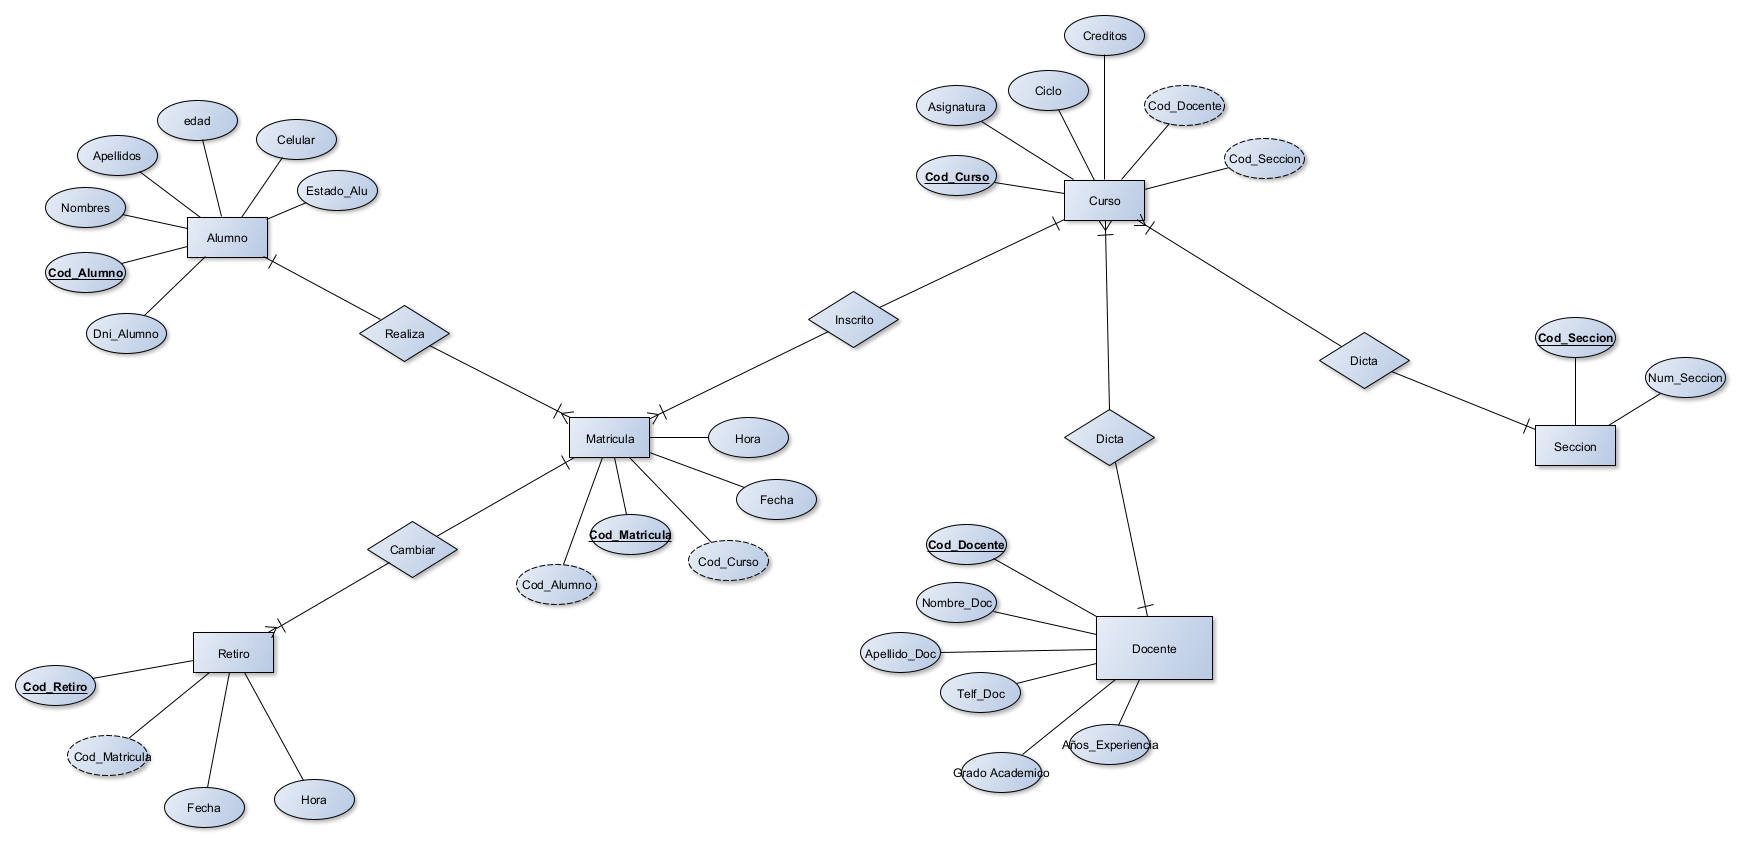 Creditos
Ciclo
Asignatura
Cod_Docente
edad
Celular
Apellidos
Cod_Seccion
Cod_Curso
Estado_Alu
Nombres
Curso
Alumno
Cod_Alumno
Dni_Alumno
Realiza
Inscrito
Cod_Seccion
Dicta
Num_Seccion
Matricula
Hora
Dicta
Seccion
Fecha
Cod_Matricula
Cod_Docente
Cambiar
Cod_Curso
Cod_Alumno
Nombre_Doc
Retiro
Docente
Apellido_Doc
Cod_Retiro
Telf_Doc
Años_Experiencia
Cod_Matricula
Grado Academico
Hora
Fecha